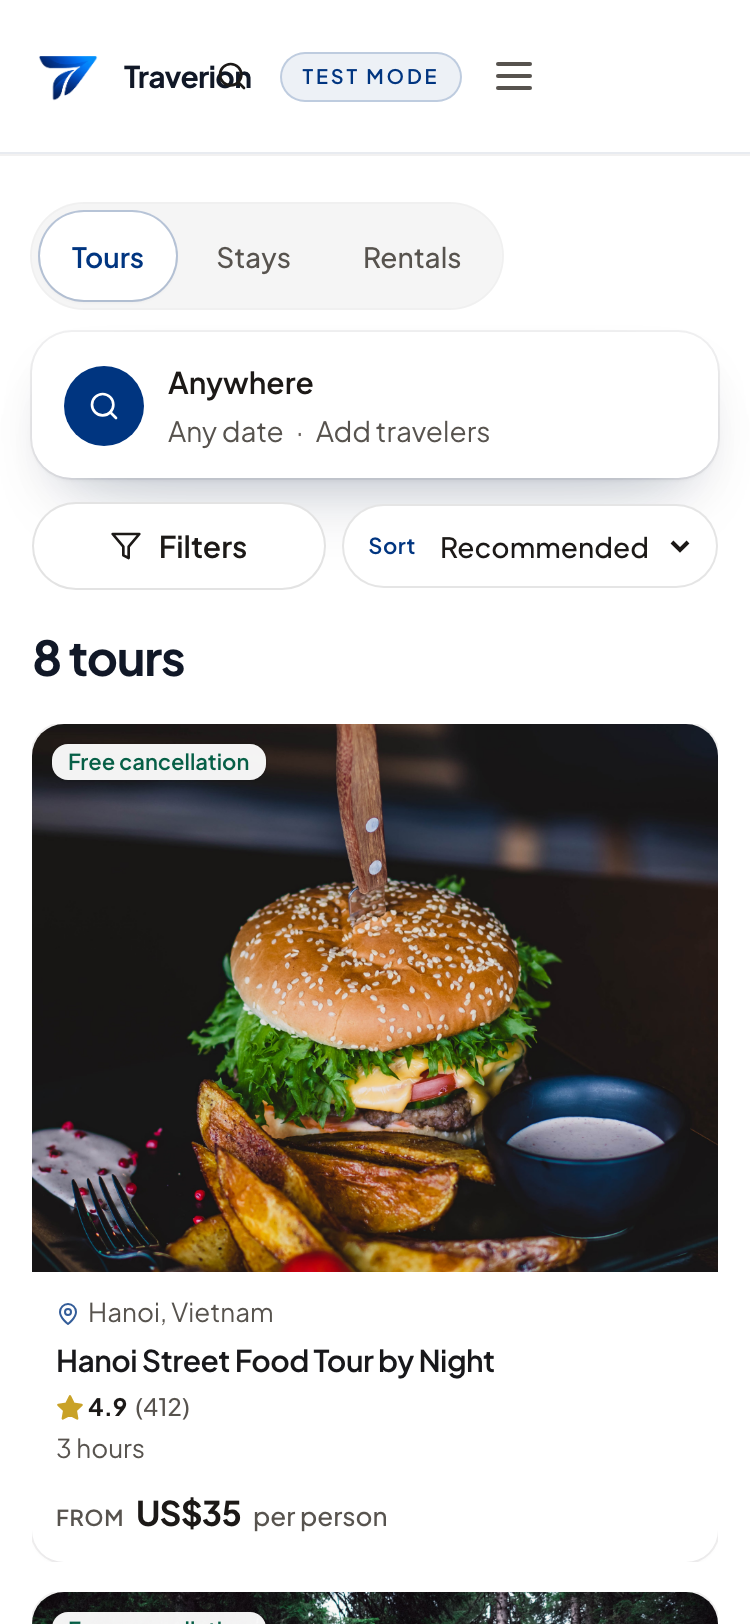 Traverion TEST MODE
Tours Stays Rentals
Anywhere
Any date · Add travelers
Filters Sort Recommended
8 tours
Free cancellation
Hanoi, Vietnam
Hanoi Street Food Tour by Night
4.9 (412)
3 hours
FROM US$35 per person